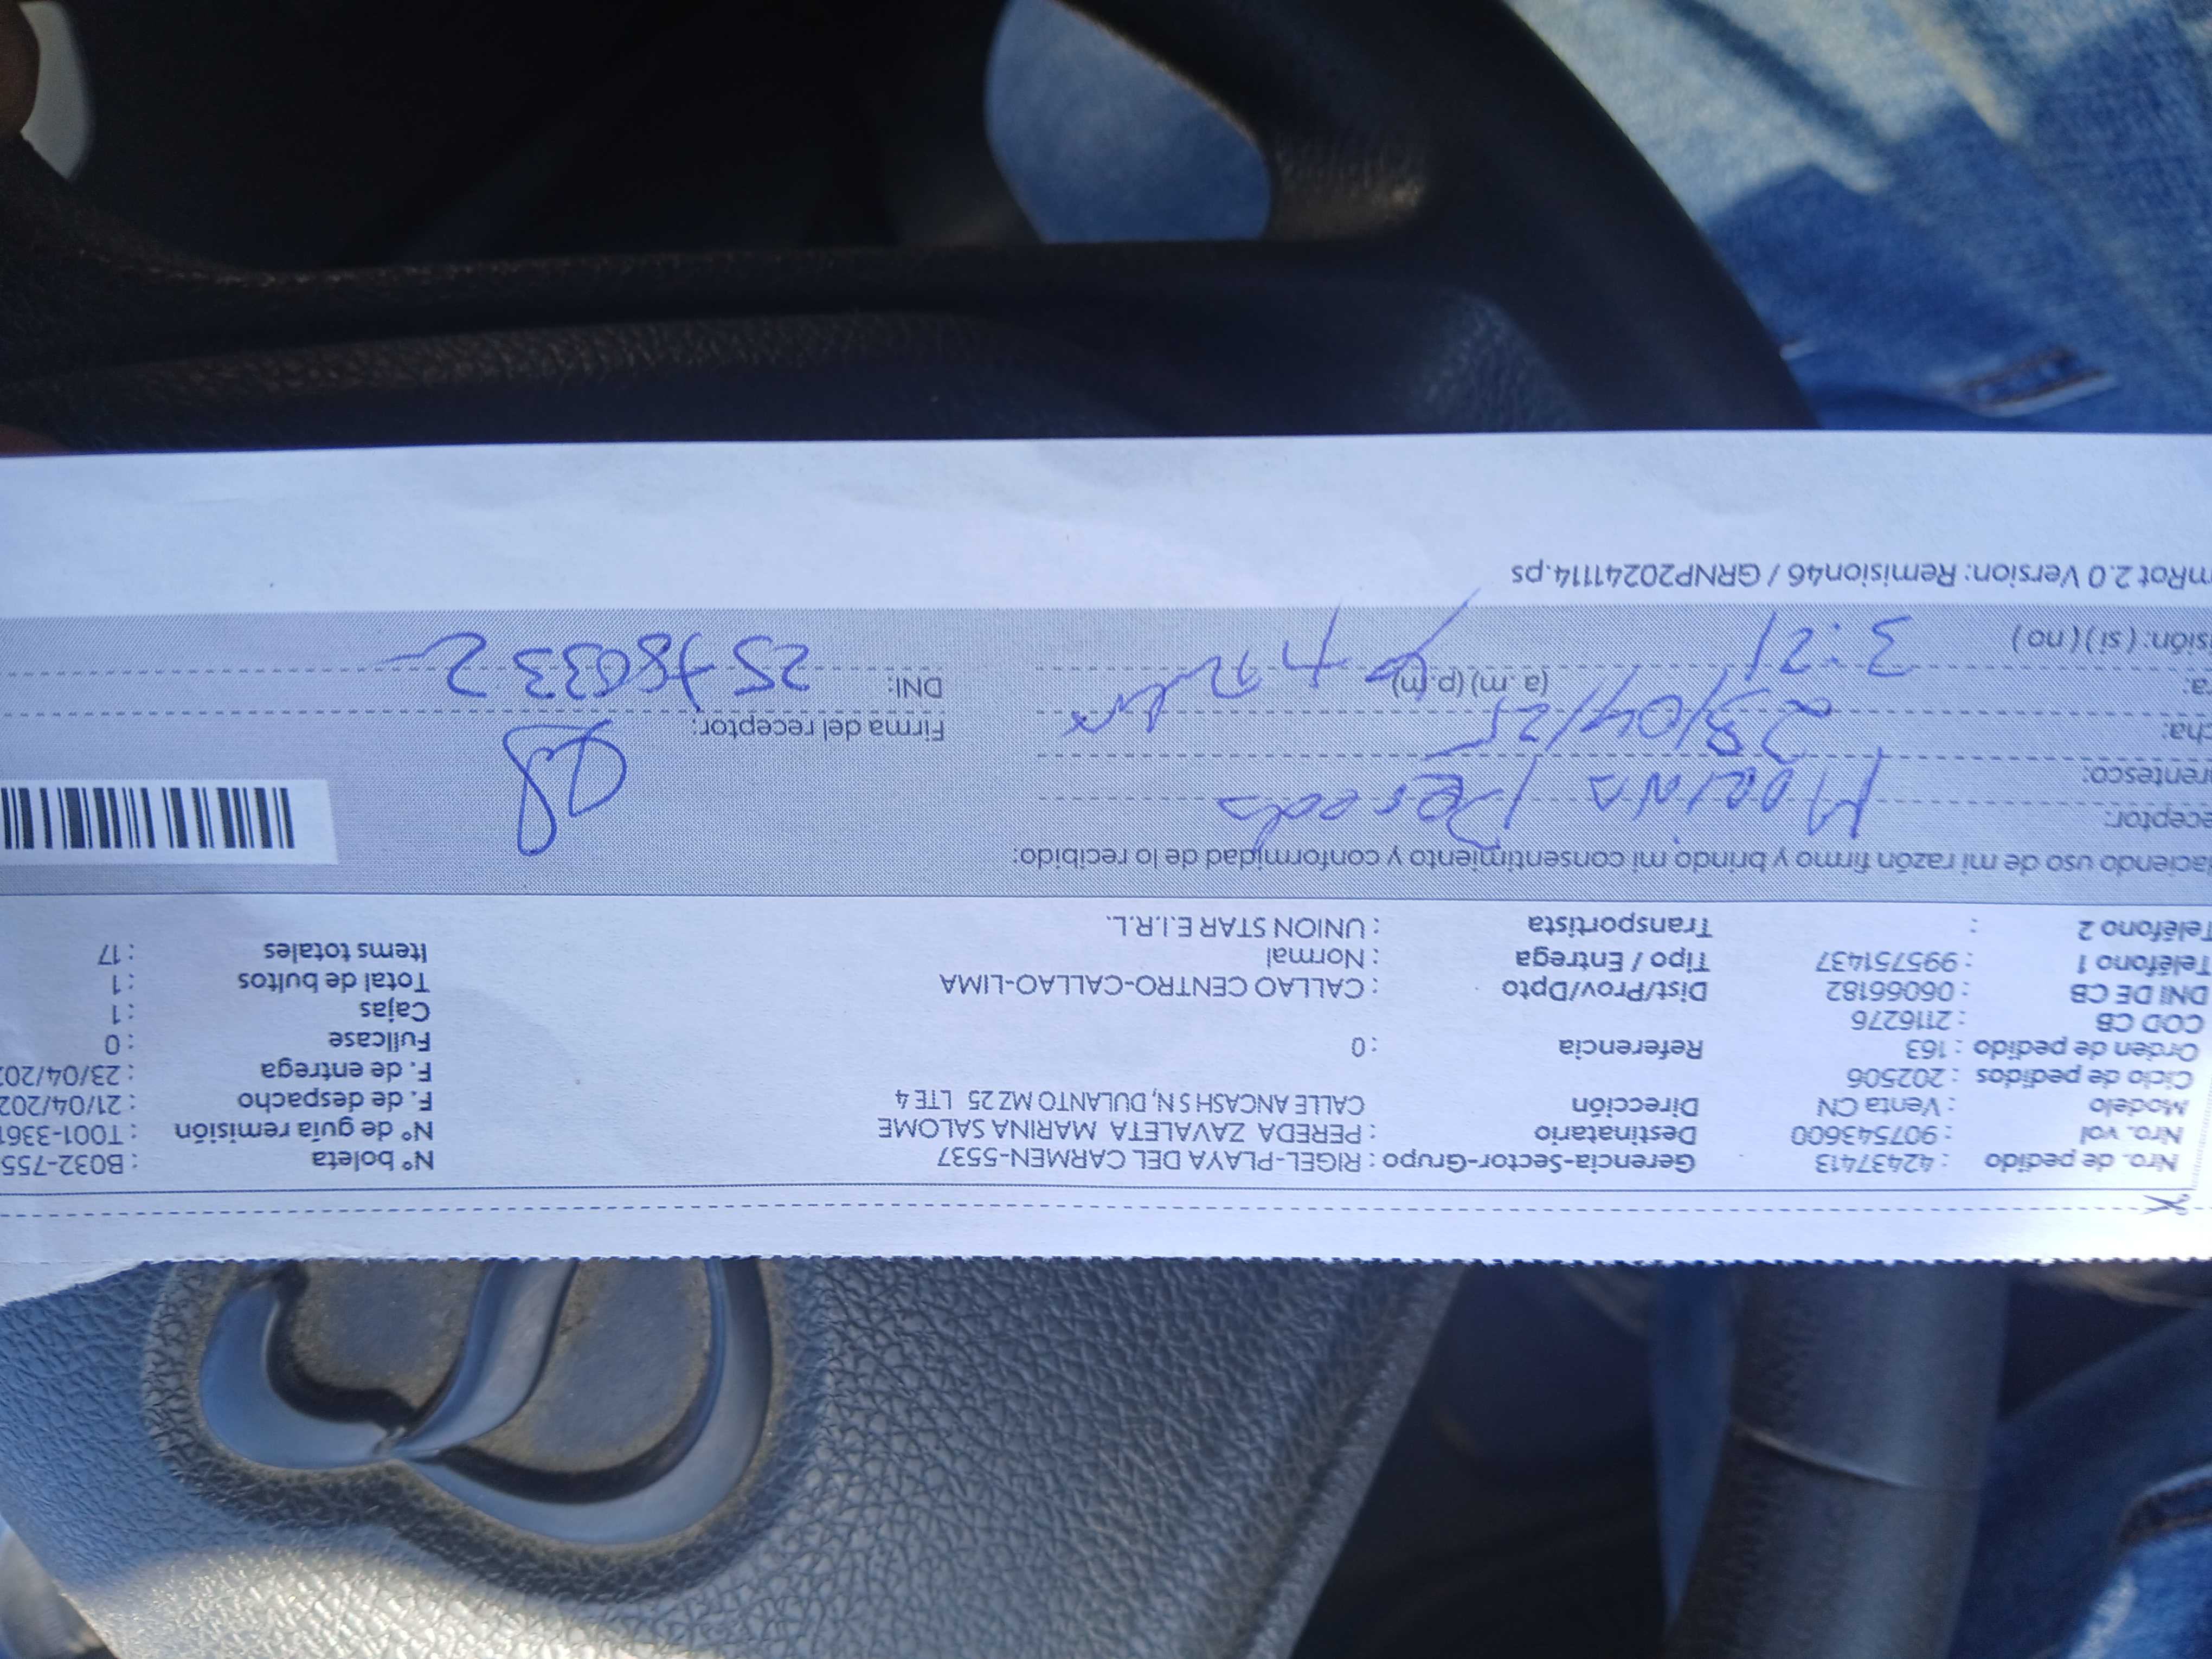 Nro. de pedido : 42437413 Gerencia-Sector-Grupo : RIGEL-PLAYA DEL CARMEN-5537 N° boleta : B032-755
Nro. vol : 907543600 Destinatario : PEREDA ZAVALETA MARINA SALOME N° de guía remisión : T001-3361
Modelo : Venta CN Dirección CALLE ANCASH S N, DULANTO MZ 25 LTE 4 F. de despacho : 21/04/202
Ciclo de pedidos : 202506 F. de entrega : 23/04/202
Orden de pedido : 163 Referencia : 0 Fullcase : 0
COD CB : 2116276 Cajas : 1
DNI DE CB : 06066182 Dist/Prov/Dpto : CALLAO CENTRO-CALLAO-LIMA Total de bultos : 1
Teléfono 1 : 995751437 Tipo / Entrega : Normal Items totales : 17
Teléfono 2 : Transportista : UNION STAR E.I.R.L.
aciendo uso de mi razón firmo y brindo mi consentimiento y conformidad de lo recibido:
ceptor: Marina Pereda
rentesco:
cha: 23/04/25 Firma del receptor:
a: 3:21 (a. m) (p.m) DNI: 25780332
sión: ( si ) ( no )
mRot 2.0 Version: Remision46 / GRNP20241114.ps